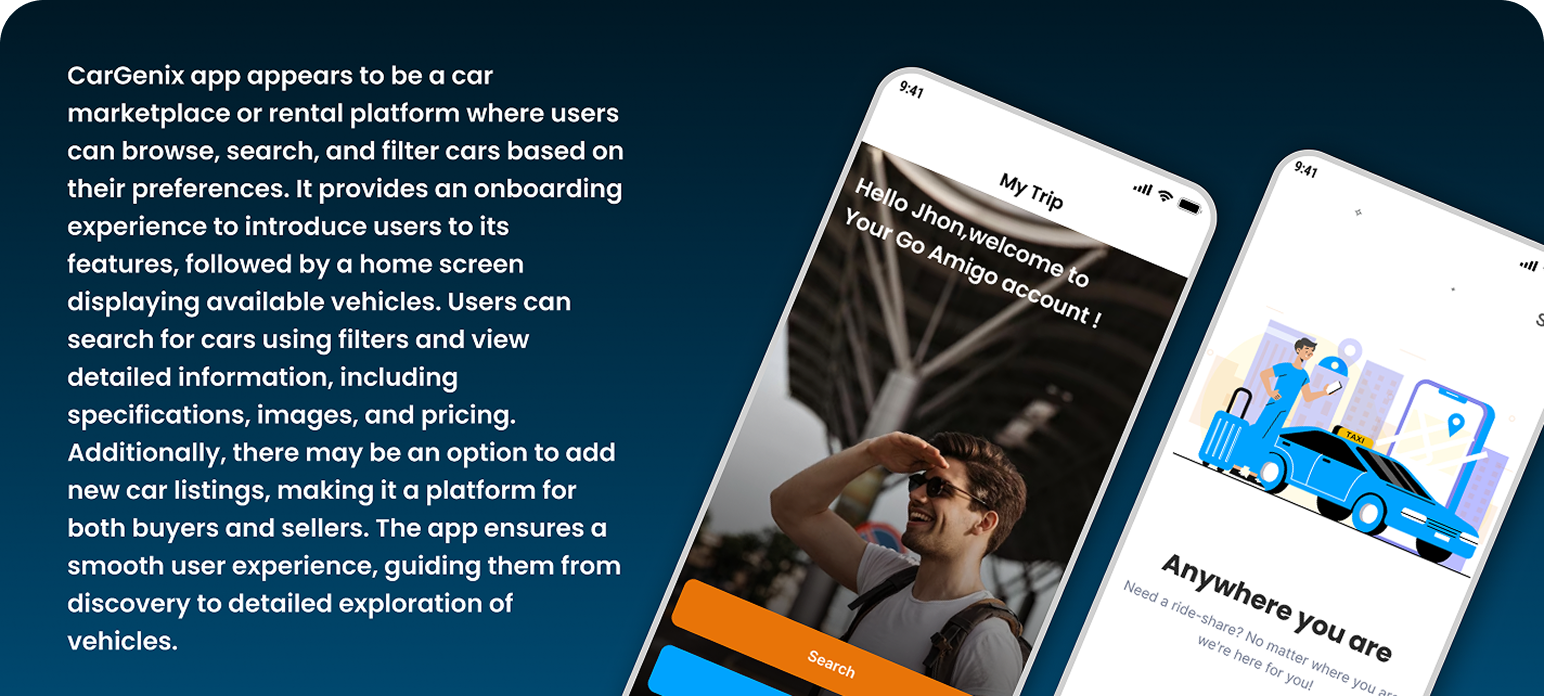 CarGenix app appears to be a car
marketplace or rental platform where users
can browse, search, and filter cars based on
their preferences. It provides an onboarding
experience to introduce users to its
features, followed by a home screen
displaying available vehicles. Users can
search for cars using filters and view
detailed information, including
specifications, images, and pricing.
Additionally, there may be an option to add
new car listings, making it a platform for
both buyers and sellers. The app ensures a
smooth user experience, guiding them from
discovery to detailed exploration of
vehicles.
9:41
My Trip
Hello Jhon,welcome to
Your Go Amigo account !
Search
9:41
TAXI
Anywhere you are
Need a ride-share? No matter where you are
we're here for you!